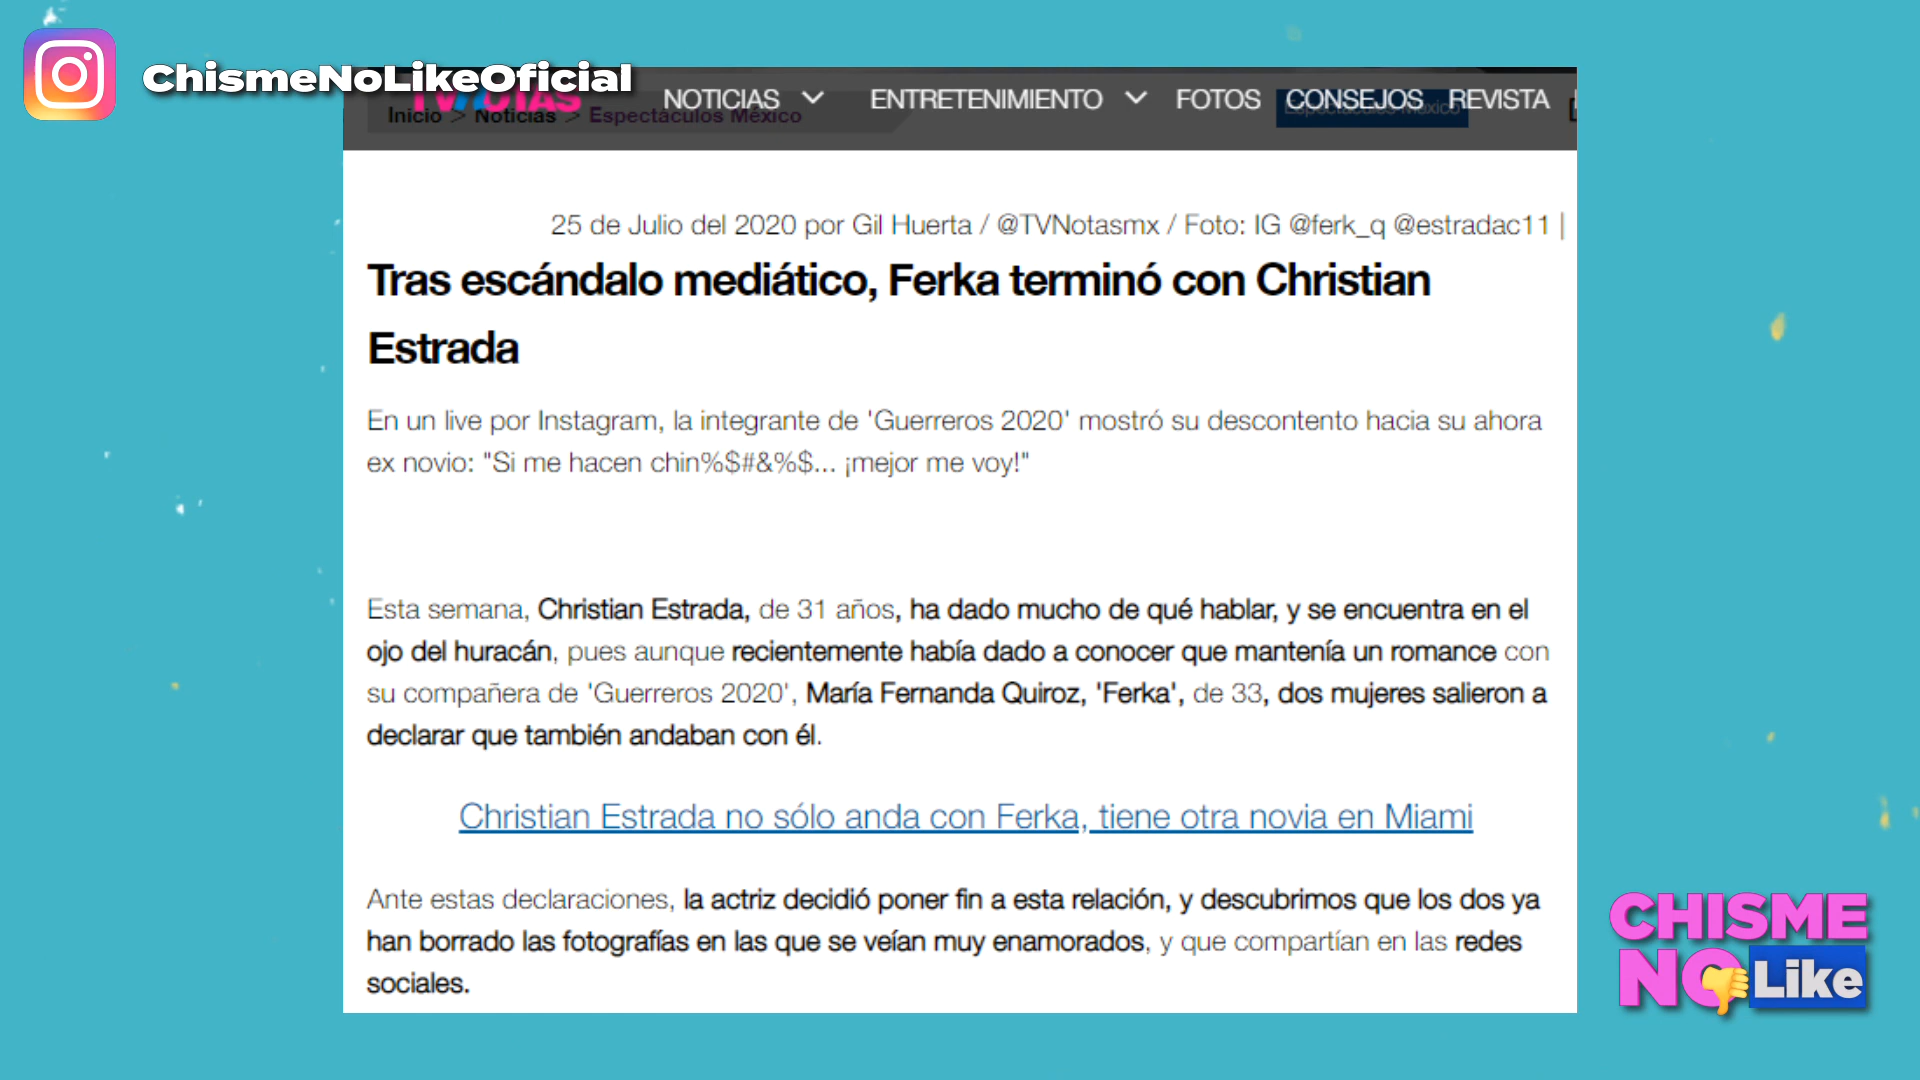 ChismeNoLikeOficial
TVNOTAS
NOTICIAS ENTRETENIMIENTO FOTOS CONSEJOS REVISTA
Inicio > Noticias > Espectáculos México
Espectáculos México
25 de Julio del 2020 por Gil Huerta / @TVNotasmx / Foto: IG @ferk_q @estradac11 |
Tras escándalo mediático, Ferka terminó con Christian
Estrada
En un live por Instagram, la integrante de 'Guerreros 2020' mostró su descontento hacia su ahora
ex novio: "Si me hacen chin%$#&%$... ¡mejor me voy!"
Esta semana, Christian Estrada, de 31 años, ha dado mucho de qué hablar, y se encuentra en el
ojo del huracán, pues aunque recientemente había dado a conocer que mantenía un romance con
su compañera de 'Guerreros 2020', María Fernanda Quiroz, 'Ferka', de 33, dos mujeres salieron a
declarar que también andaban con él.
Christian Estrada no sólo anda con Ferka, tiene otra novia en Miami
Ante estas declaraciones, la actriz decidió poner fin a esta relación, y descubrimos que los dos ya
han borrado las fotografías en las que se veían muy enamorados, y que compartían en las redes
sociales.
CHISME
NO Like